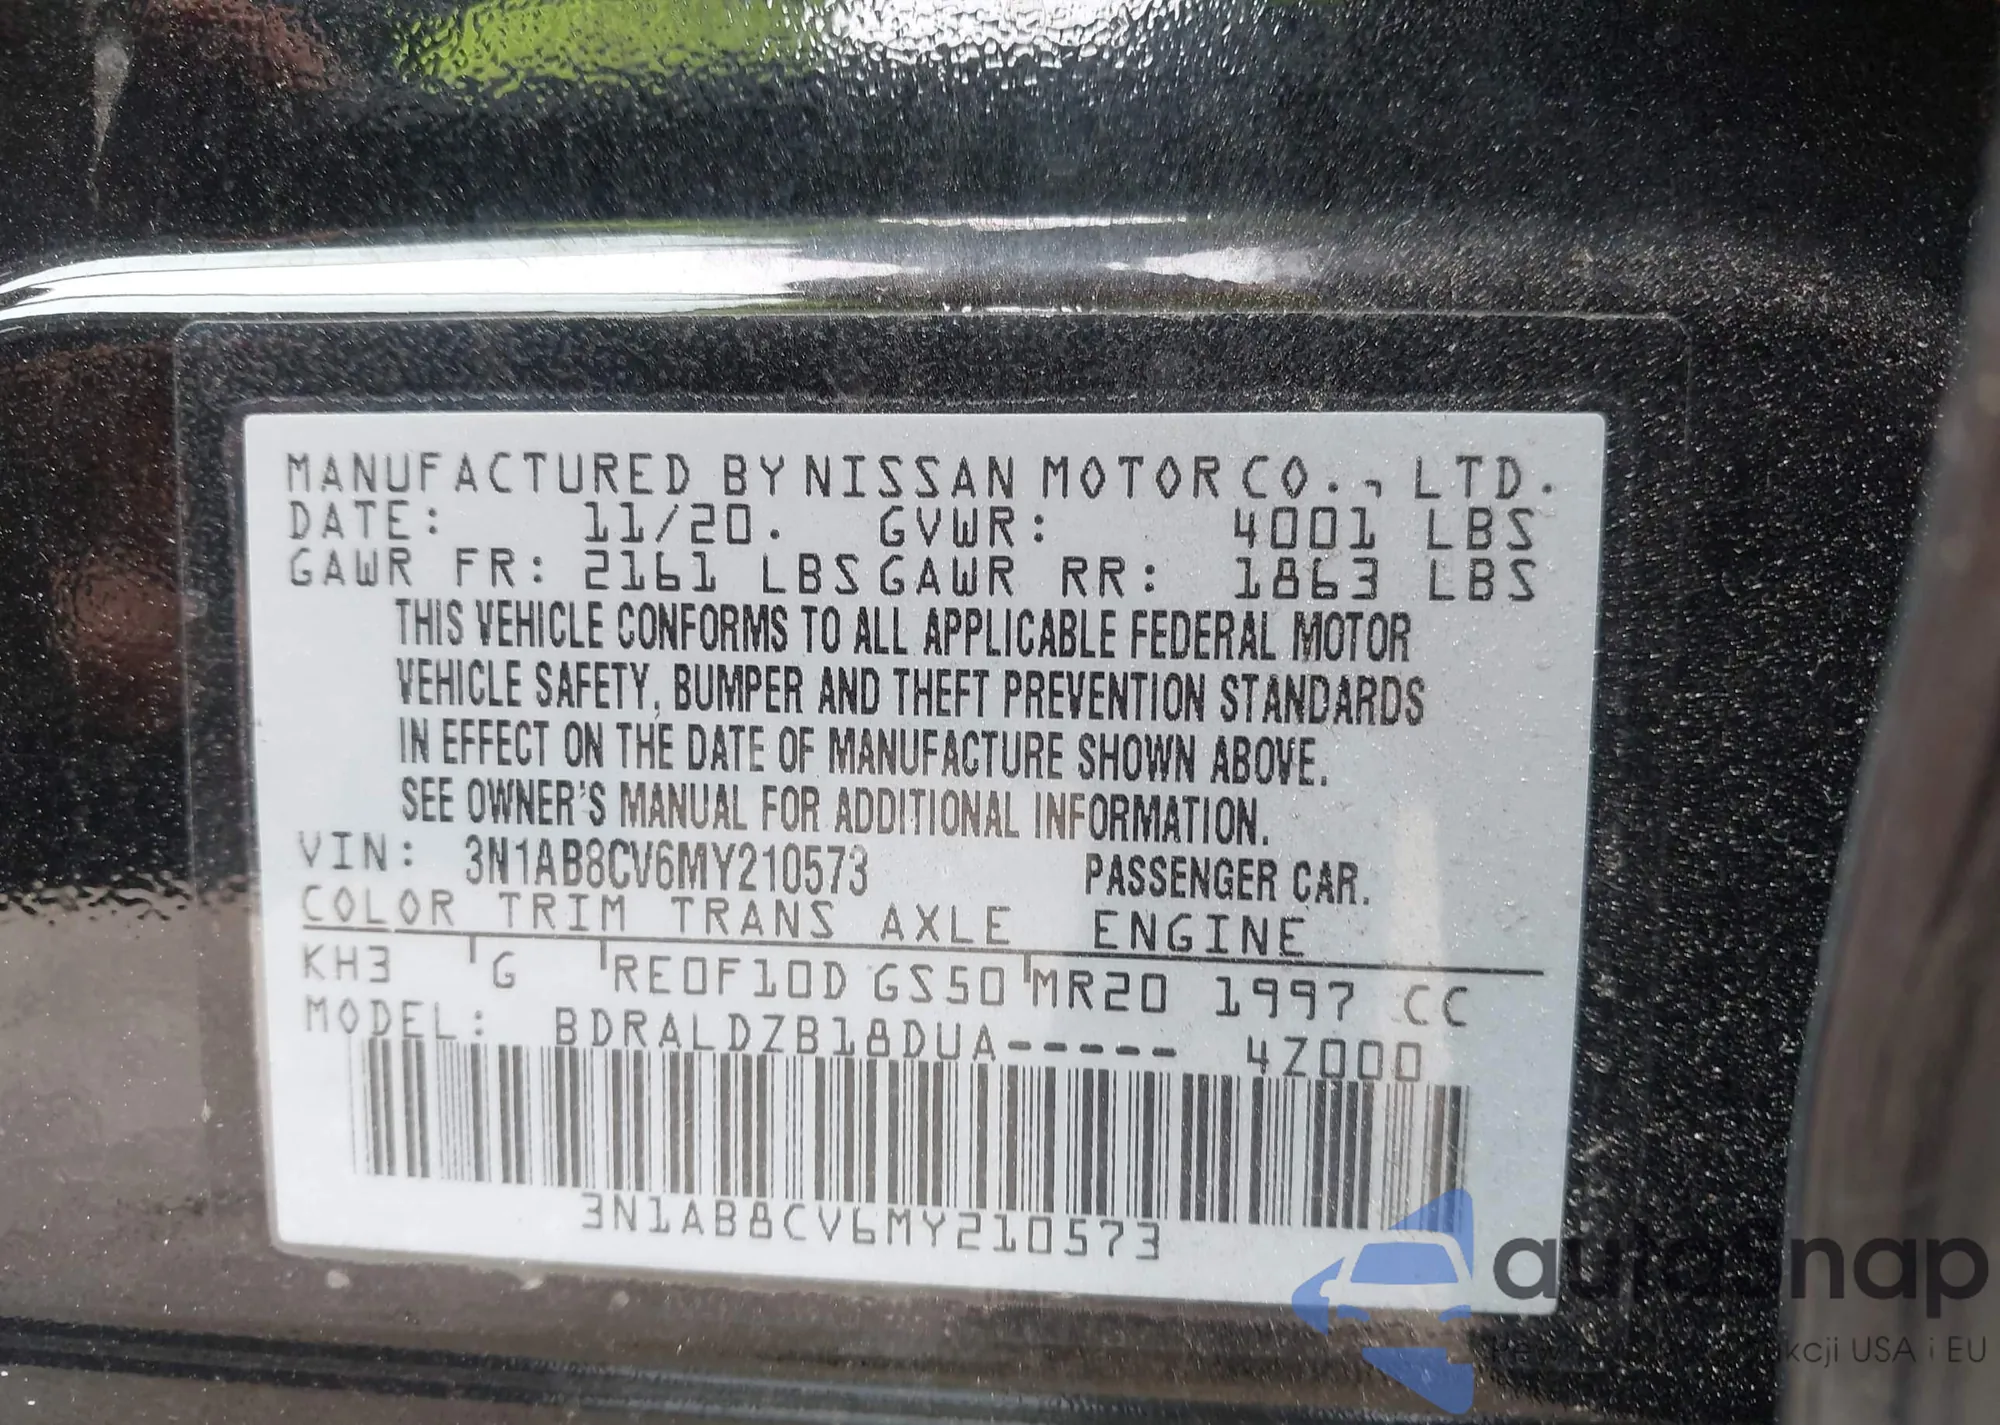 MANUFACTURED BY NISSAN MOTOR CO., LTD.
DATE: 11/20. GVWR: 4001 LBS
GAWR FR: 2161 LBS GAWR RR: 1863 LBS
THIS VEHICLE CONFORMS TO ALL APPLICABLE FEDERAL MOTOR
VEHICLE SAFETY, BUMPER AND THEFT PREVENTION STANDARDS
IN EFFECT ON THE DATE OF MANUFACTURE SHOWN ABOVE.
SEE OWNER'S MANUAL FOR ADDITIONAL INFORMATION.
VIN: 3N1AB8CV6MY210573 PASSENGER CAR.
COLOR TRIM TRANS AXLE ENGINE
KH3 G RE0F10D GS50 MR20 1997 CC
MODEL: BDRALDZB18DUA----- 4Z000
3N1AB8CV6MY210573
autosnap
USA i EU